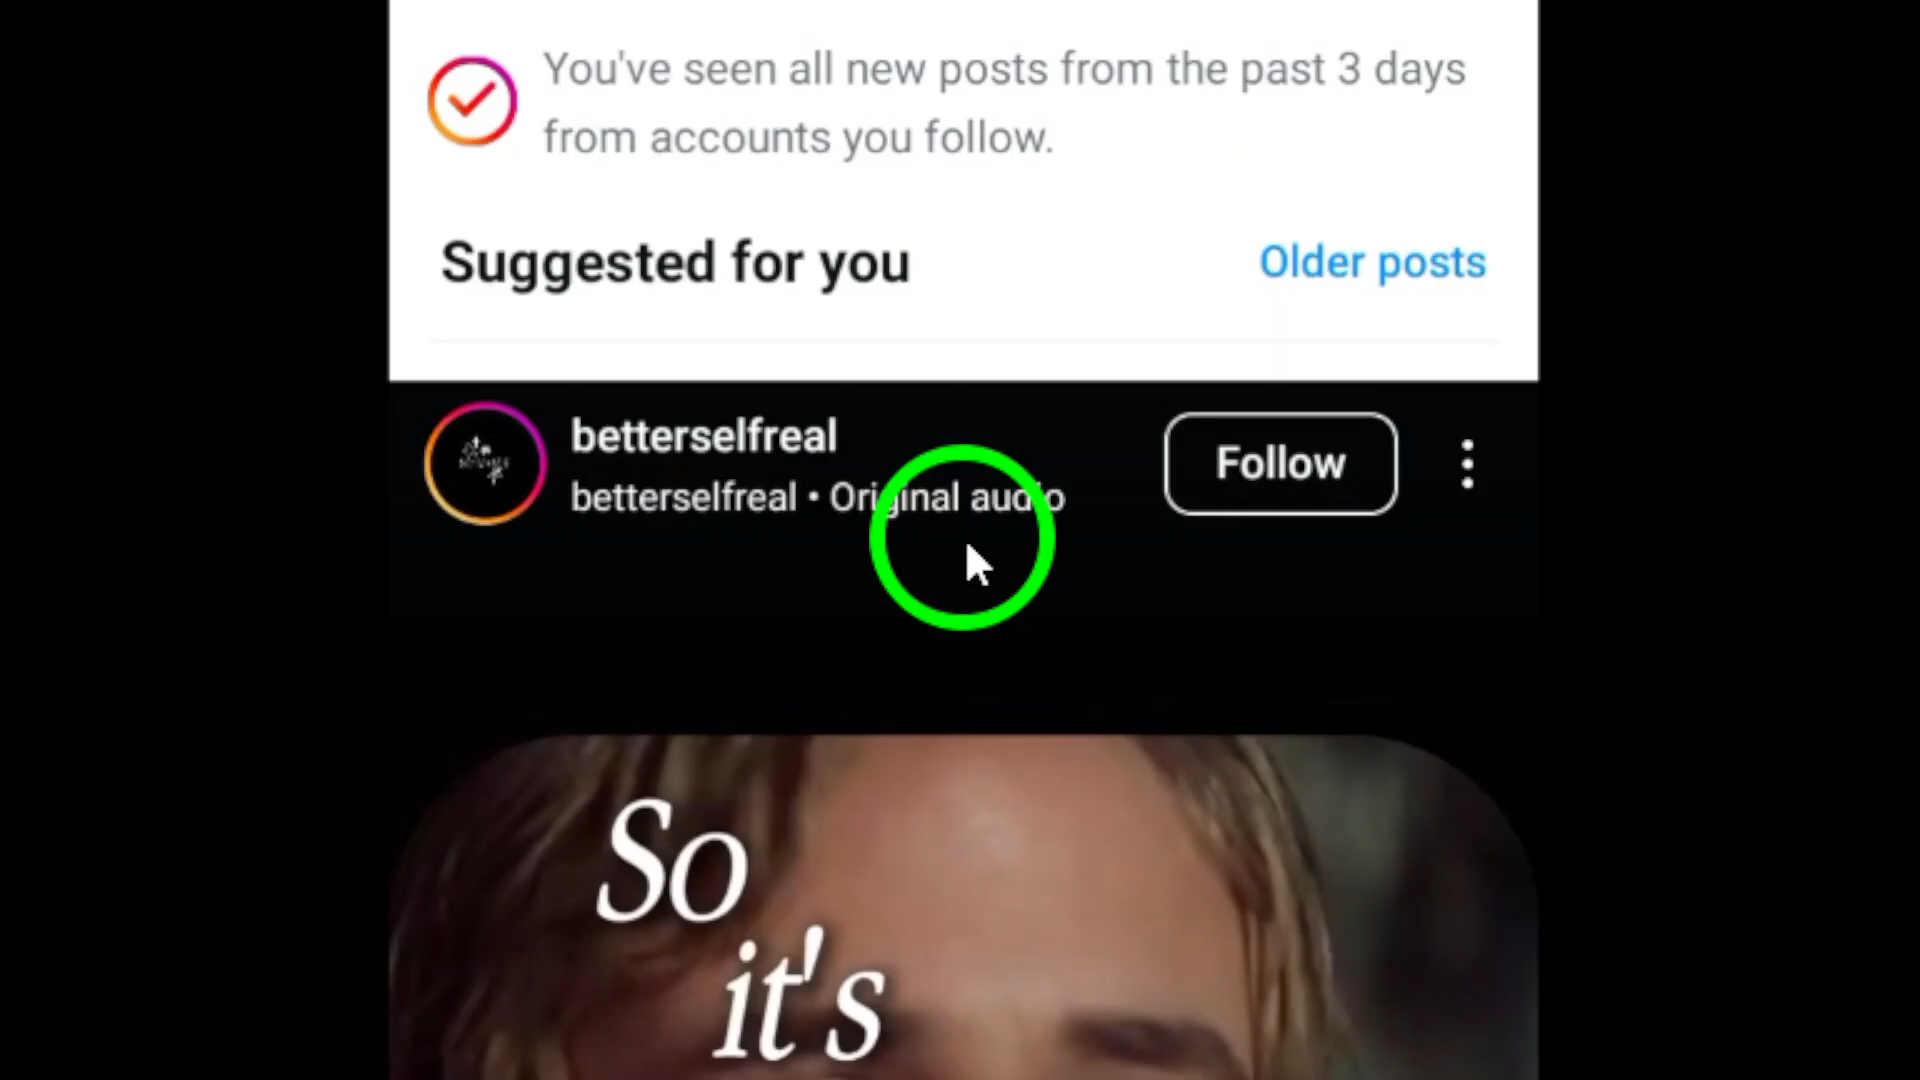 You've seen all new posts from the past 3 days
from accounts you follow.
Suggested for you
Older posts
betterselfreal
betterselfreal • Original audio
Follow
So
it's